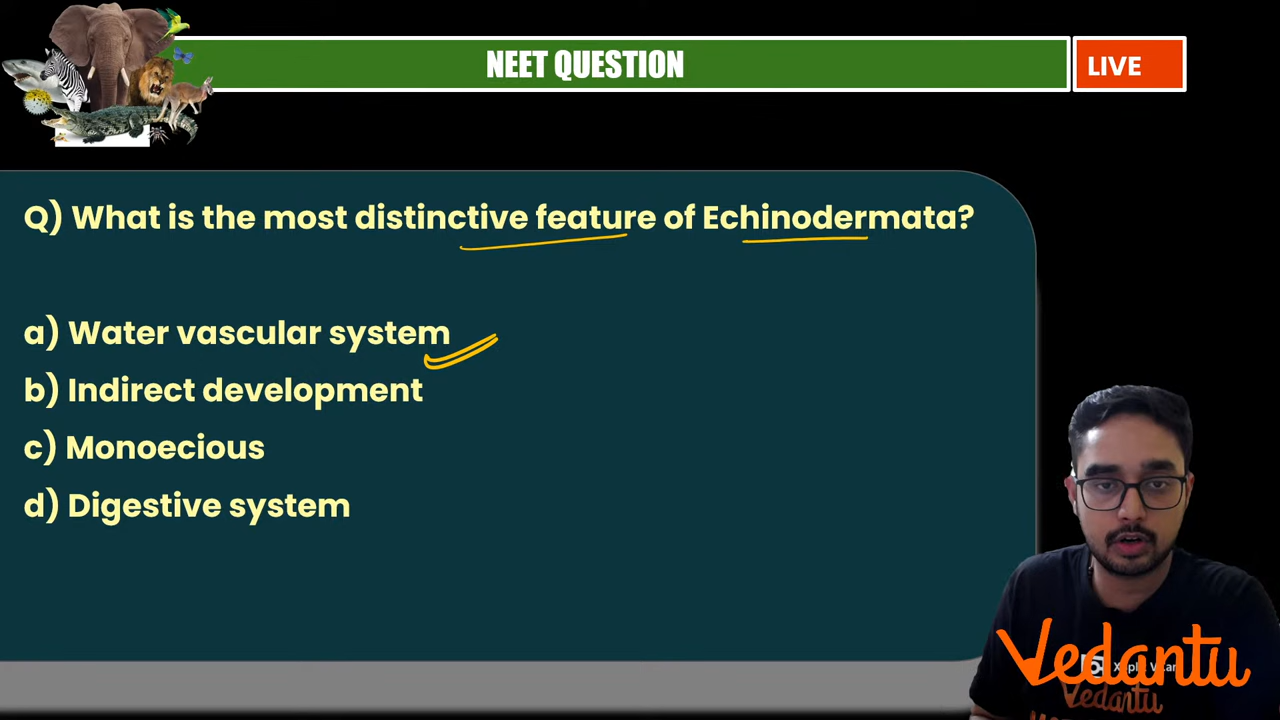 NEET QUESTION
LIVE
Q) What is the most distinctive feature of Echinodermata?
a) Water vascular system
b) Indirect development
c) Monoecious
d) Digestive system
Vedantu
Vedantu